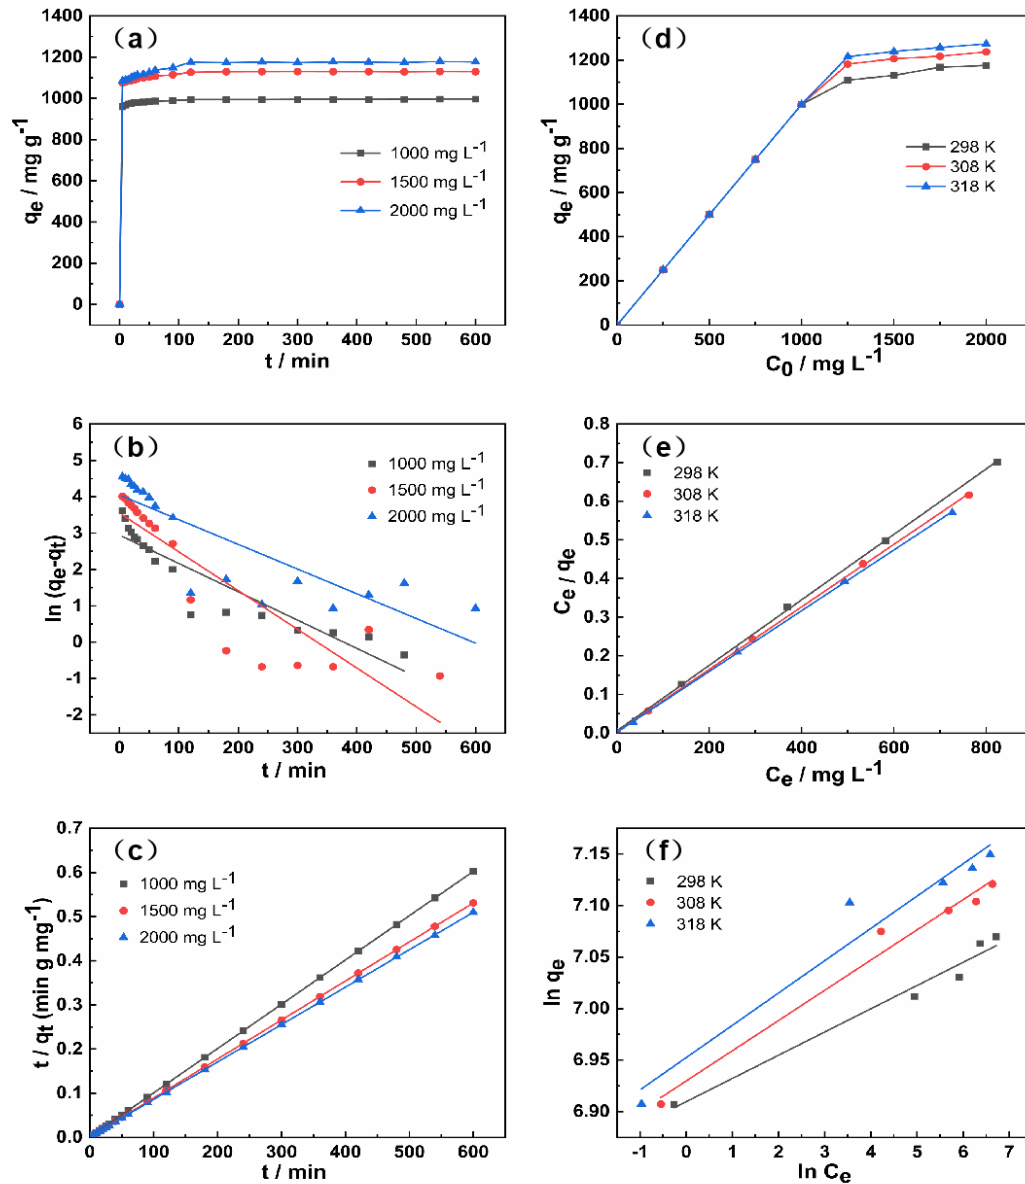 (a)
1400
1200
1000
800
600
400
200
0
qe / mg g-1
1000 mg L-1
1500 mg L-1
2000 mg L-1
0 100 200 300 400 500 600
t / min
(d)
1400
1200
1000
800
600
400
200
0
qe / mg g-1
298 K
308 K
318 K
0 500 1000 1500 2000
C0 / mg L-1
(b)
6
5
4
3
2
1
0
-1
-2
ln (qe-qt)
1000 mg L-1
1500 mg L-1
2000 mg L-1
0 100 200 300 400 500 600
t / min
(e)
0.8
0.7
0.6
0.5
0.4
0.3
0.2
0.1
0.0
Ce / qe
298 K
308 K
318 K
0 200 400 600 800
Ce / mg L-1
(c)
0.7
0.6
0.5
0.4
0.3
0.2
0.1
0.0
t / qt (min g mg-1)
1000 mg L-1
1500 mg L-1
2000 mg L-1
0 100 200 300 400 500 600
t / min
(f)
7.15
7.10
7.05
7.00
6.95
6.90
ln qe
298 K
308 K
318 K
-1 0 1 2 3 4 5 6 7
ln Ce